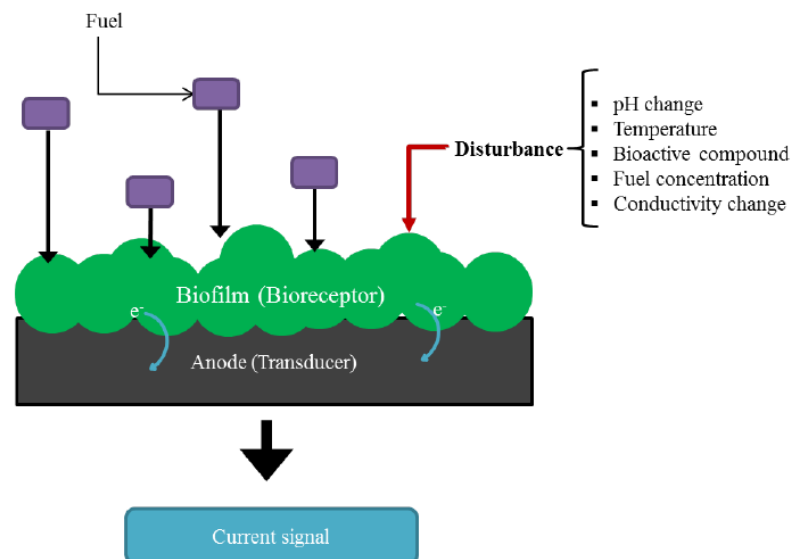 Fuel
Disturbance
▪ pH change
▪ Temperature
▪ Bioactive compound
▪ Fuel concentration
▪ Conductivity change
Biofilm (Bioreceptor)
e⁻
e⁻
Anode (Transducer)
Current signal